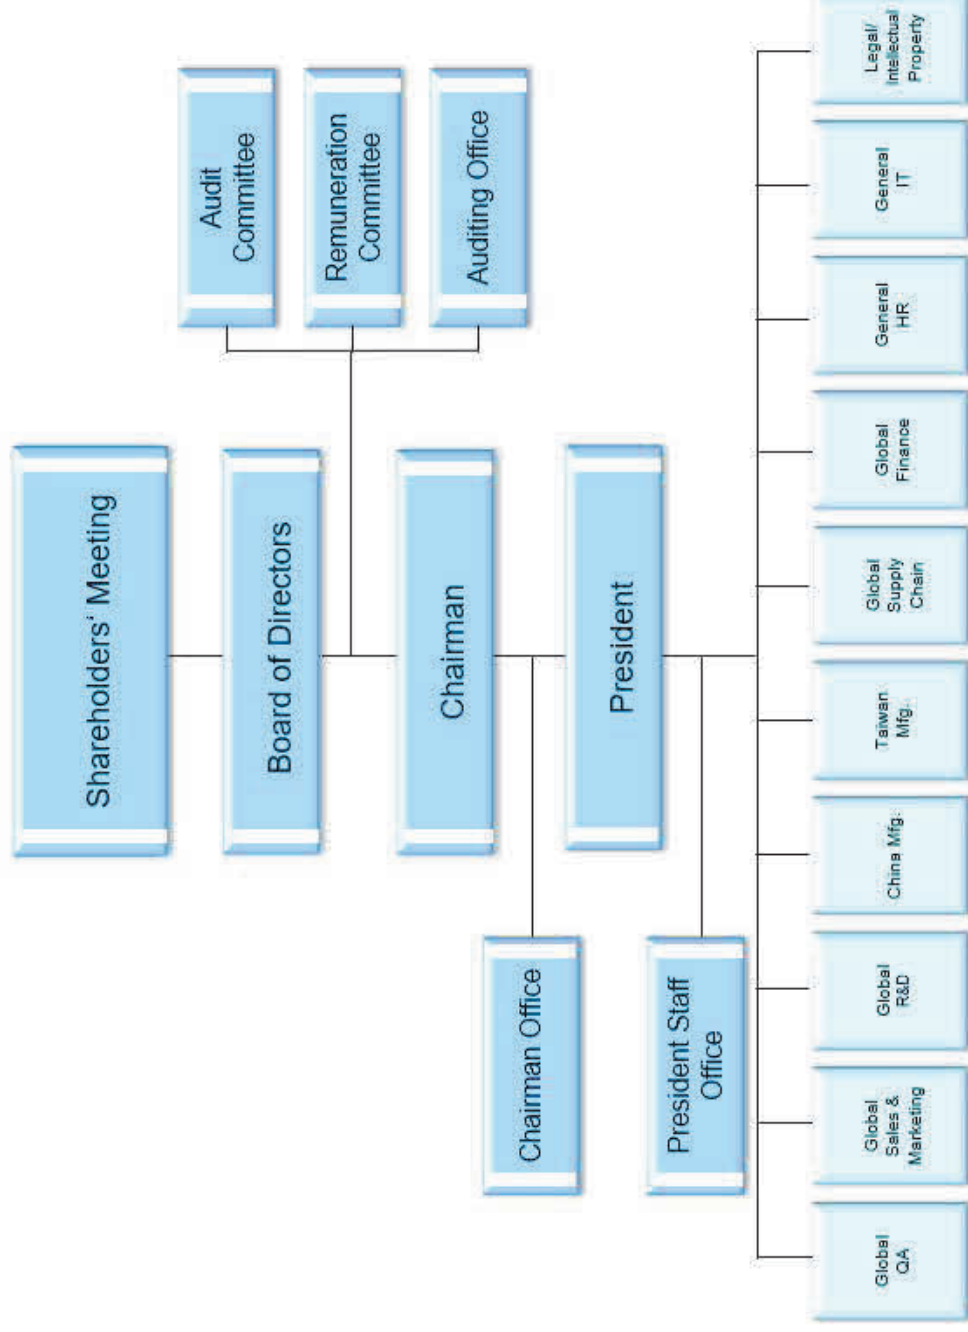 Shareholders' Meeting
Board of Directors
Audit
Committee
Remuneration
Committee
Auditing Office
Chairman
Chairman Office
President
President Staff
Office
Global
QA
Global
Sales &
Marketing
Global
R&D
China Mfg.
Taiwan
Mfg.
Global
Supply
Chain
Global
Finance
General
HR
General
IT
Legal/
Intellectual
Property